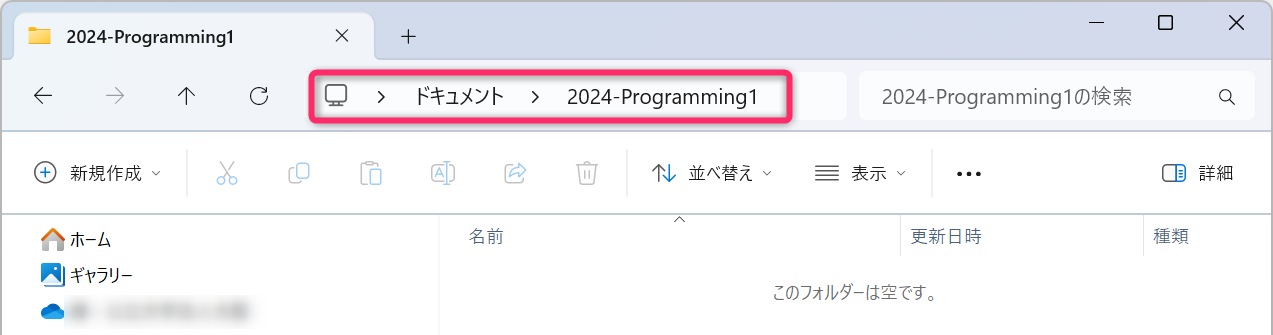 2024-Programming1
ドキュメント 2024-Programming1 2024-Programming1の検索
新規作成 並べ替え 表示 詳細
ホーム 名前 更新日時 種類
ギャラリー
このフォルダーは空です。